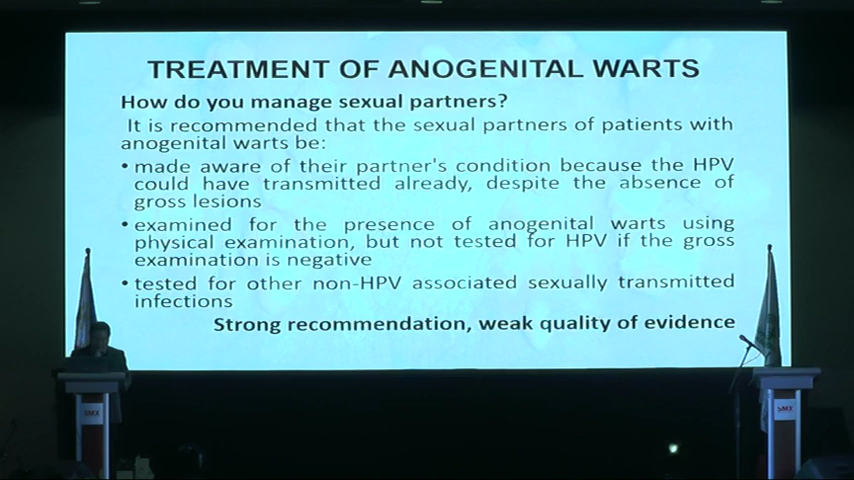 TREATMENT OF ANOGENITAL WARTS
How do you manage sexual partners?
It is recommended that the sexual partners of patients with
anogenital warts be:
• made aware of their partner's condition because the HPV
could have transmitted already, despite the absence of
gross lesions
• examined for the presence of anogenital warts using
physical examination, but not tested for HPV if the gross
examination is negative
• tested for other non-HPV associated sexually transmitted
infections
Strong recommendation, weak quality of evidence
SMX
SMX